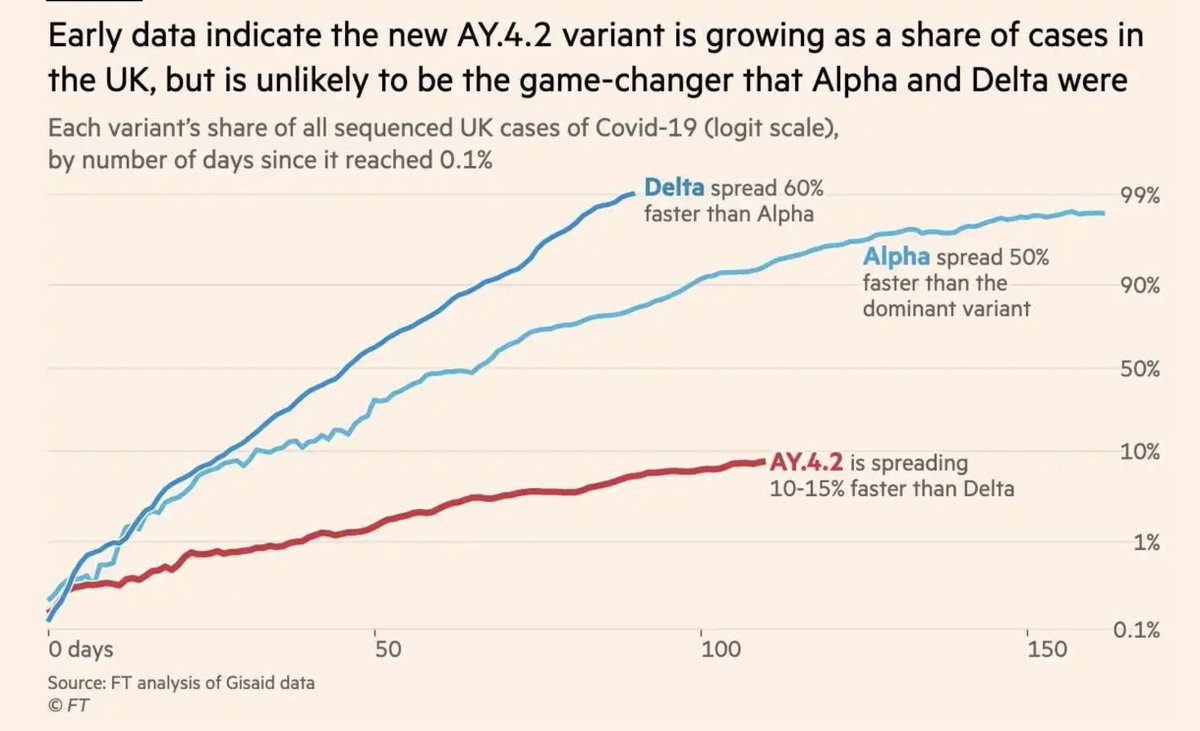 Early data indicate the new AY.4.2 variant is growing as a share of cases in
the UK, but is unlikely to be the game-changer that Alpha and Delta were
Each variant's share of all sequenced UK cases of Covid-19 (logit scale),
by number of days since it reached 0.1%
Delta spread 60%
faster than Alpha
99%
Alpha spread 50%
faster than the
dominant variant
90%
50%
10%
AY.4.2 is spreading
10-15% faster than Delta
1%
0.1%
0 days
50
100
150
Source: FT analysis of Gisaid data
© FT